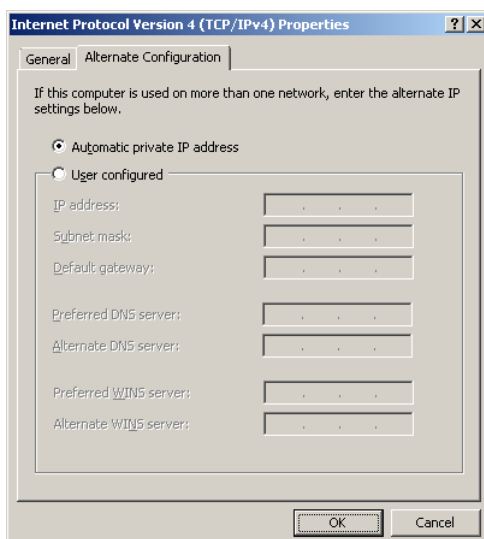 Internet Protocol Version 4 (TCP/IPv4) Properties
General
Alternate Configuration
If this computer is used on more than one network, enter the alternate IP
settings below.
Automatic private IP address
User configured
IP address:
Subnet mask:
Default gateway:
Preferred DNS server:
Alternate DNS server:
Preferred WINS server:
Alternate WINS server:
OK
Cancel